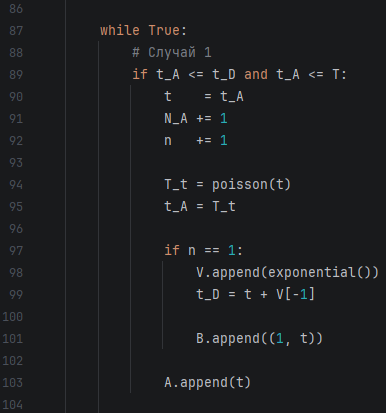 86
87 while True:
88 # Случай 1
89 if t_A <= t_D and t_A <= T:
90 t = t_A
91 N_A += 1
92 n += 1
93
94 T_t = poisson(t)
95 t_A = T_t
96
97 if n == 1:
98 V.append(exponential())
99 t_D = t + V[-1]
100
101 B.append((1, t))
102
103 A.append(t)
104